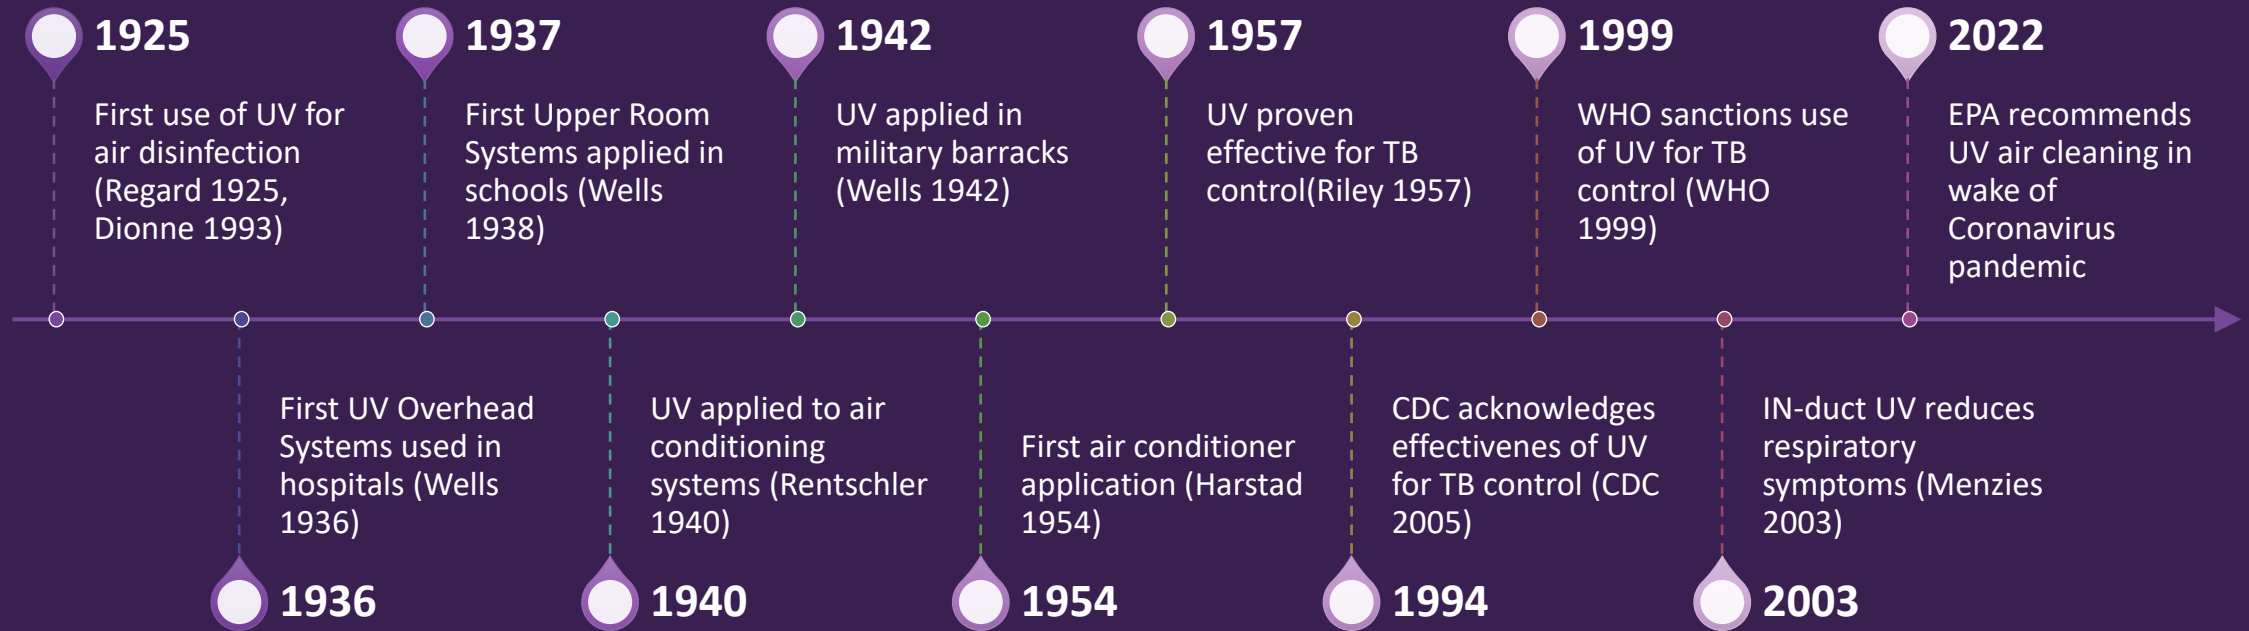 1925
First use of UV for
air disinfection
(Regard 1925,
Dionne 1993)
1936
First UV Overhead
Systems used in
hospitals (Wells
1936)
1937
First Upper Room
Systems applied in
schools (Wells
1938)
1940
UV applied to air
conditioning
systems (Rentschler
1940)
1942
UV applied in
military barracks
(Wells 1942)
1954
First air conditioner
application (Harstad
1954)
1957
UV proven
effective for TB
control(Riley 1957)
1994
CDC acknowledges
effectivenes of UV
for TB control (CDC
2005)
1999
WHO sanctions use
of UV for TB
control (WHO
1999)
2003
IN-duct UV reduces
respiratory
symptoms (Menzies
2003)
2022
EPA recommends
UV air cleaning in
wake of
Coronavirus
pandemic